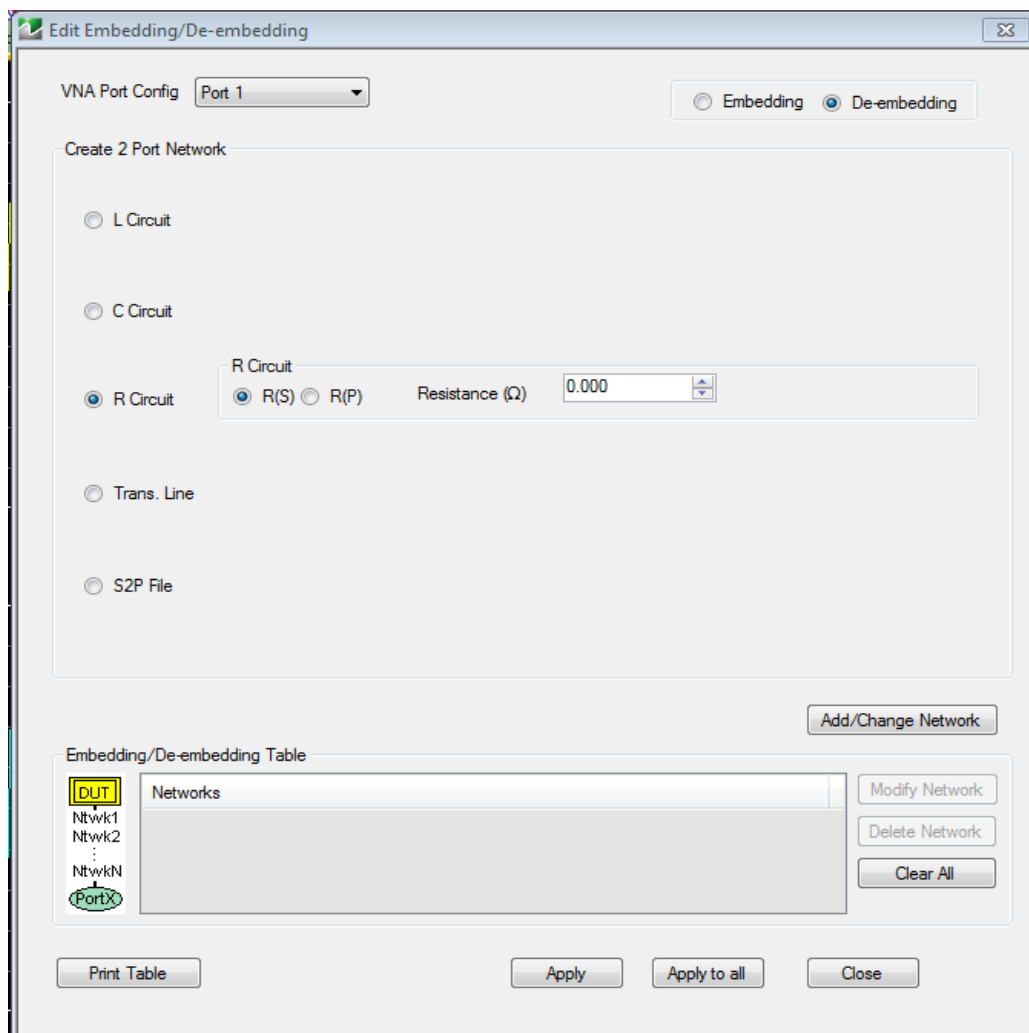 Edit Embedding/De-embedding
VNA Port Config Port 1 Embedding De-embedding
Create 2 Port Network
L Circuit
C Circuit
R Circuit
R Circuit R(S) R(P) Resistance (Ω) 0.000
Trans. Line
S2P File
Add/Change Network
Embedding/De-embedding Table
DUT Networks Modify Network
Ntwk1
Ntwk2 Delete Network
⋮
NtwkN Clear All
PortX
Print Table Apply Apply to all Close